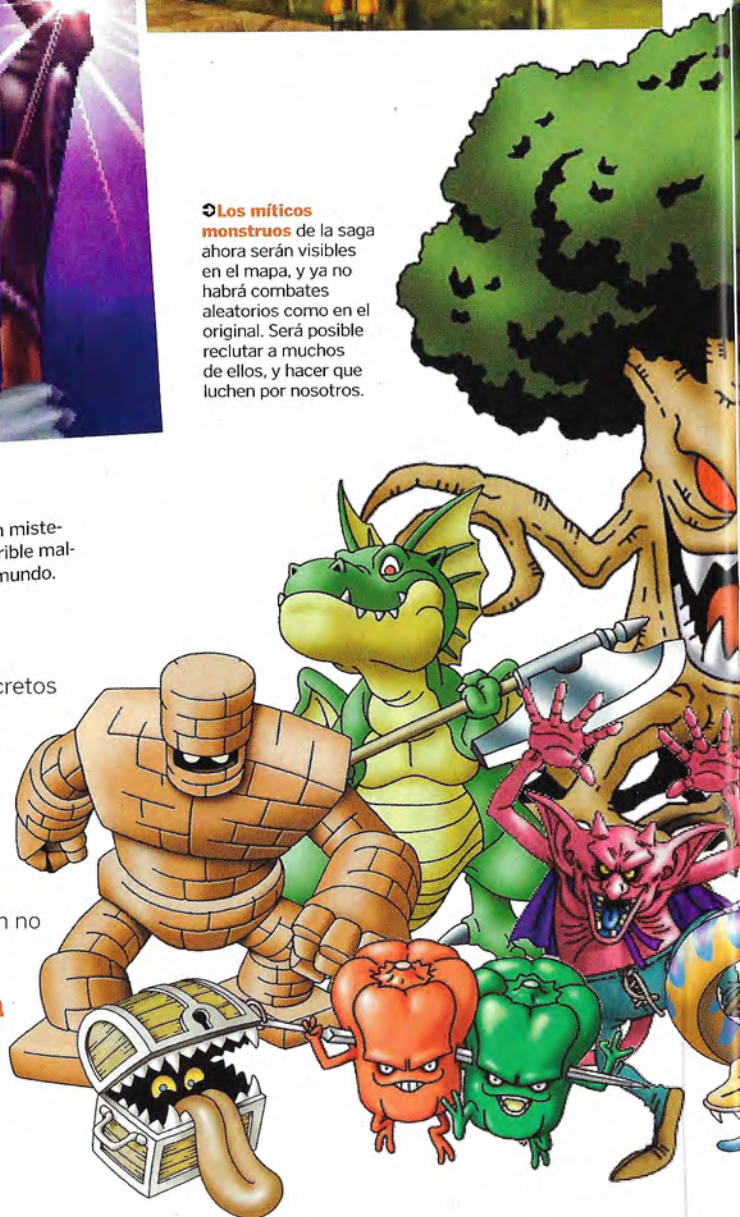 Los míticos
monstruos de la saga
ahora serán visibles
en el mapa, y ya no
habrá combates
aleatorios como en el
original. Será posible
reclutar a muchos
de ellos, y hacer que
luchen por nosotros.
n miste-
rible mal-
mundo.
cretos
n no
a